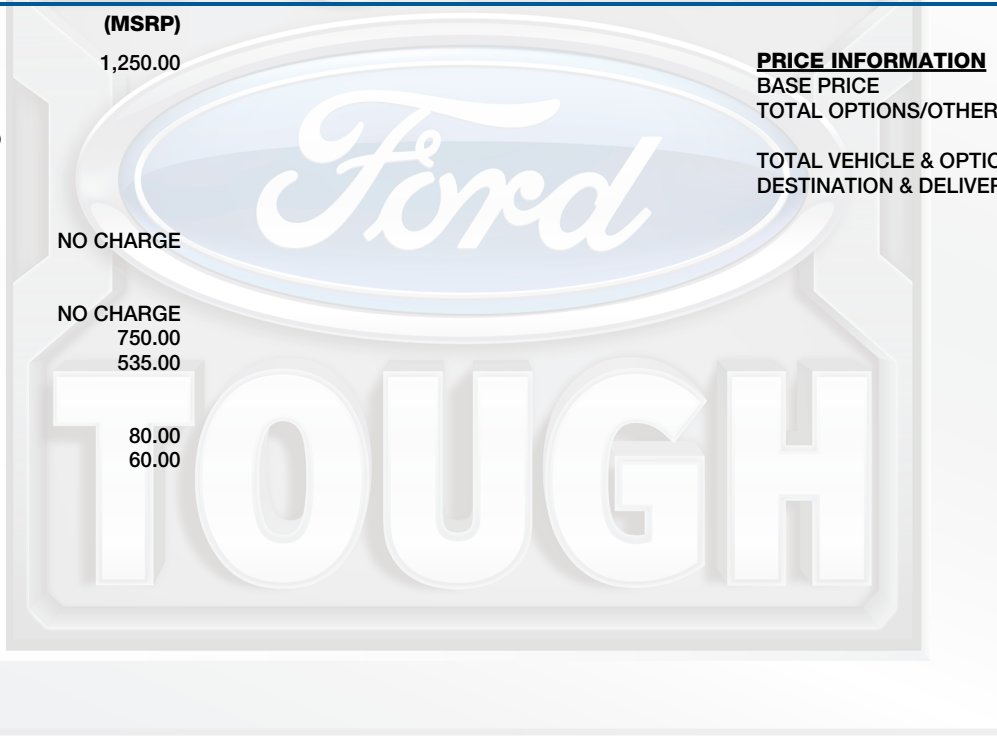 (MSRP)
1,250.00
NO CHARGE
NO CHARGE
750.00
535.00
80.00
60.00
PRICE INFORMATION
BASE PRICE
TOTAL OPTIONS/OTHER
TOTAL VEHICLE & OPTIO
DESTINATION & DELIVER
Ford
TOUGH